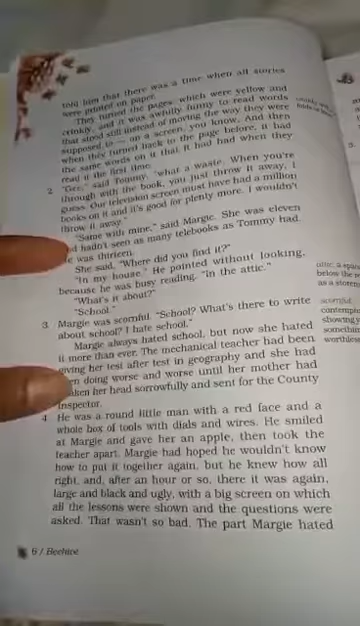 told him that there was a time when all stories
were printed on paper.
They turned the pages, which were yellow and
crinkly, and it was awfully funny to read words
that stood still instead of moving the way they were
supposed to — on a screen, you know. And then
when they turned back to the page before, it had
the same words on it that it had had when they
read it the first time.
2. "Gee," said Tommy, "what a waste. When you're
through with the book, you just throw it away, I
guess. Our television screen must have had a million
books on it and it's good for plenty more. I wouldn't
throw it away."
"Same with mine," said Margie. She was eleven
hadn't seen as many telebooks as Tommy had.
was thirteen.
She said, "Where did you find it?"
"In my house." He pointed without looking,
because he was busy reading. "In the attic."
"What's it about?"
"School."
3. Margie was scornful. "School? What's there to write
about school? I hate school."
Margie always hated school, but now she hated
it more than ever. The mechanical teacher had been
giving her test after test in geography and she had
doing worse and worse until her mother had
her head sorrowfully and sent for the County
Inspector.
4. He was a round little man with a red face and a
whole box of tools with dials and wires. He smiled
at Margie and gave her an apple, then took the
teacher apart. Margie had hoped he wouldn't know
how to put it together again, but he knew how all
right, and, after an hour or so, there it was again,
large and black and ugly, with a big screen on which
all the lessons were shown and the questions were
asked. That wasn't so bad. The part Margie hated
attic: a space
below the
as a
scornful:
showing
worthless
3.
6 / Beehive